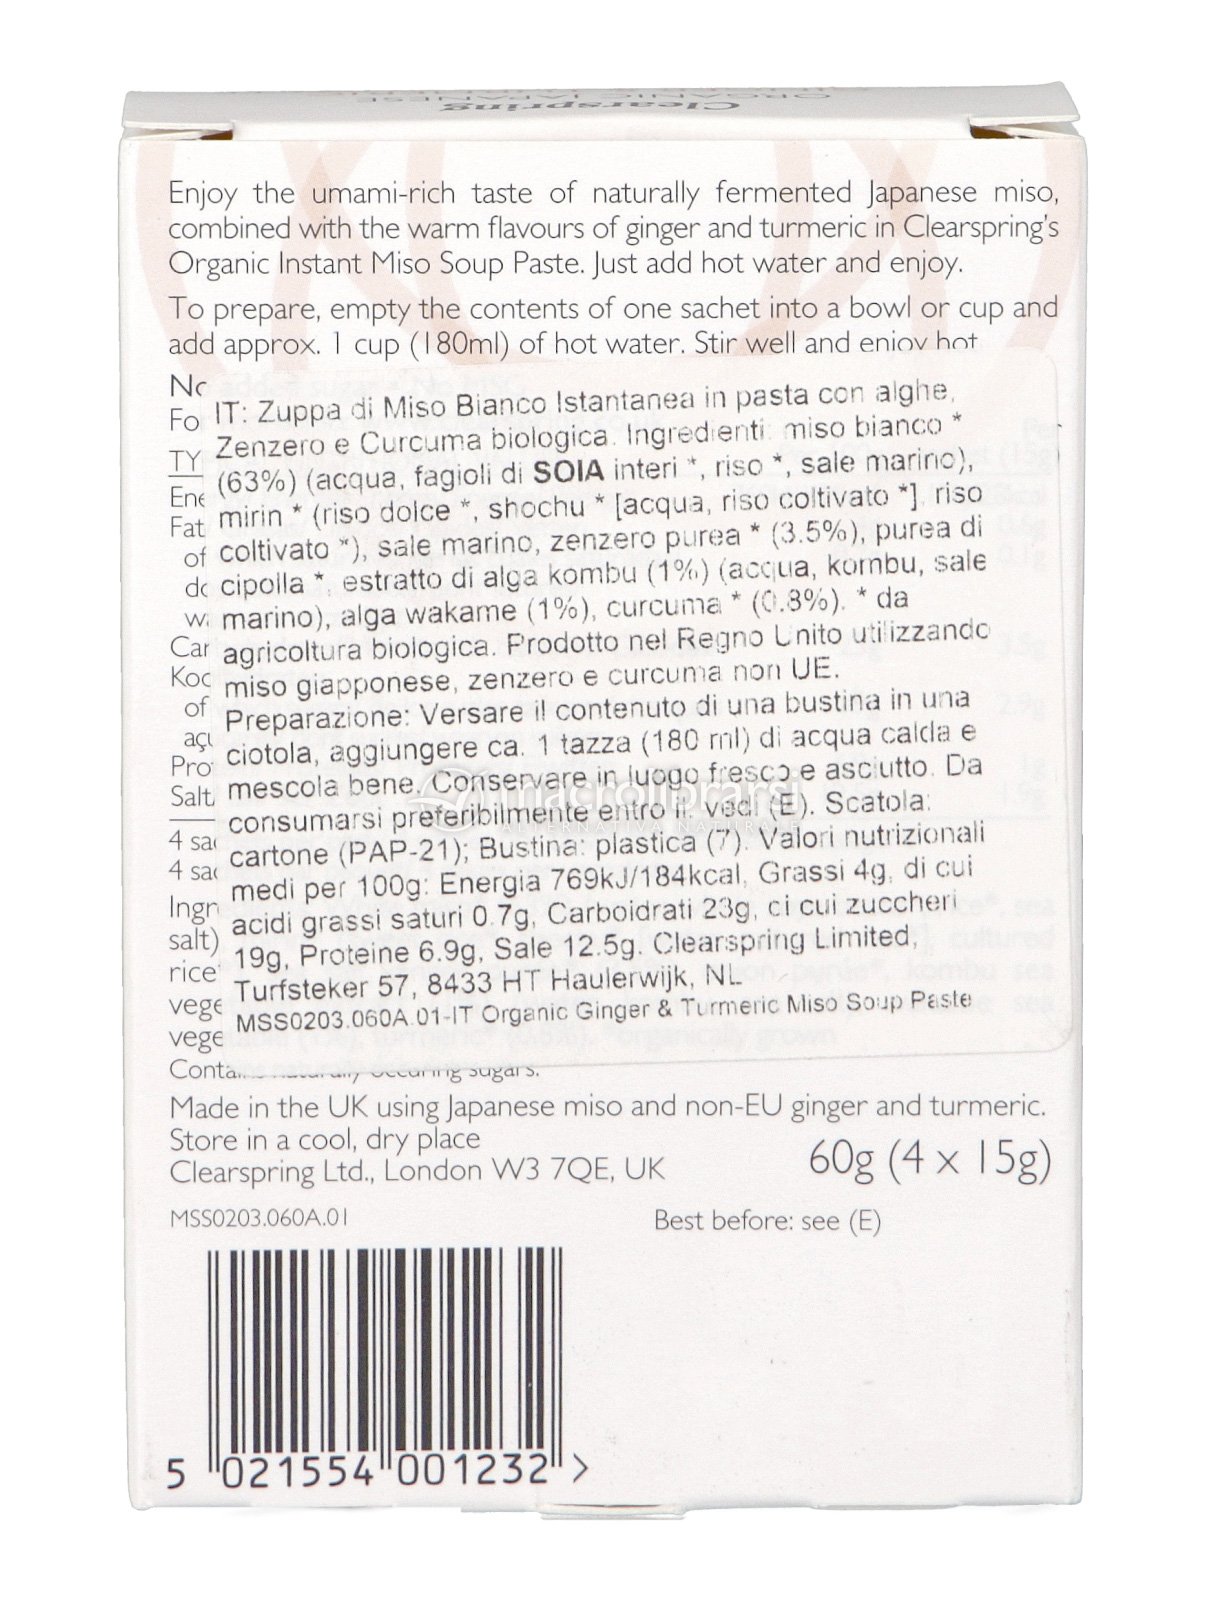 Clearspring
ORGANIC JAPANESE
Enjoy the umami-rich taste of naturally fermented Japanese miso,
combined with the warm flavours of ginger and turmeric in Clearspring's
Organic Instant Miso Soup Paste. Just add hot water and enjoy.
To prepare, empty the contents of one sachet into a bowl or cup and
add approx. 1 cup (180ml) of hot water. Stir well and enjoy hot
IT: Zuppa di Miso Bianco Istantanea in pasta con alghe,
Zenzero e Curcuma biologica. Ingredienti: miso bianco *
(63%) (acqua, fagioli di SOIA interi *, riso *, sale marino),
mirin * (riso dolce *, shochu * [acqua, riso coltivato *], riso
coltivato *), sale marino, zenzero purea * (3.5%), purea di
cipolla *, estratto di alga kombu (1%) (acqua, kombu, sale
marino), alga wakame (1%), curcuma * (0.8%). * da
agricoltura biologica. Prodotto nel Regno Unito utilizzando
miso giapponese, zenzero e curcuma non UE.
Preparazione: Versare il contenuto di una bustina in una
ciotola, aggiungere ca. 1 tazza (180 ml) di acqua calda e
mescola bene. Conservare in luogo fresco e asciutto. Da
consumarsi preferibilmente entro il: vedi (E). Scatola:
cartone (PAP-21); Bustina: plastica (7). Valori nutrizionali
medi per 100g: Energia 769kJ/184kcal, Grassi 4g, di cui
acidi grassi saturi 0.7g, Carboidrati 23g, di cui zuccheri
19g, Proteine 6.9g, Sale 12.5g. Clearspring Limited,
Turfsteker 57, 8433 HT Haulerwijk, NL
MSS0203.060A.01-IT Organic Ginger & Turmeric Miso Soup Paste
macrolibrarsi
ALTERNATIVA NATURALE
Contains naturally occuring sugars.
Made in the UK using Japanese miso and non-EU ginger and turmeric.
Store in a cool, dry place
Clearspring Ltd., London W3 7QE, UK
60g (4 x 15g)
MSS0203.060A.01
Best before: see (E)
5 021554 001232 >